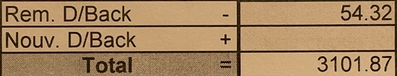 Rem. D/Back - 54.32
Nouv. D/Back +
Total = 3101.87